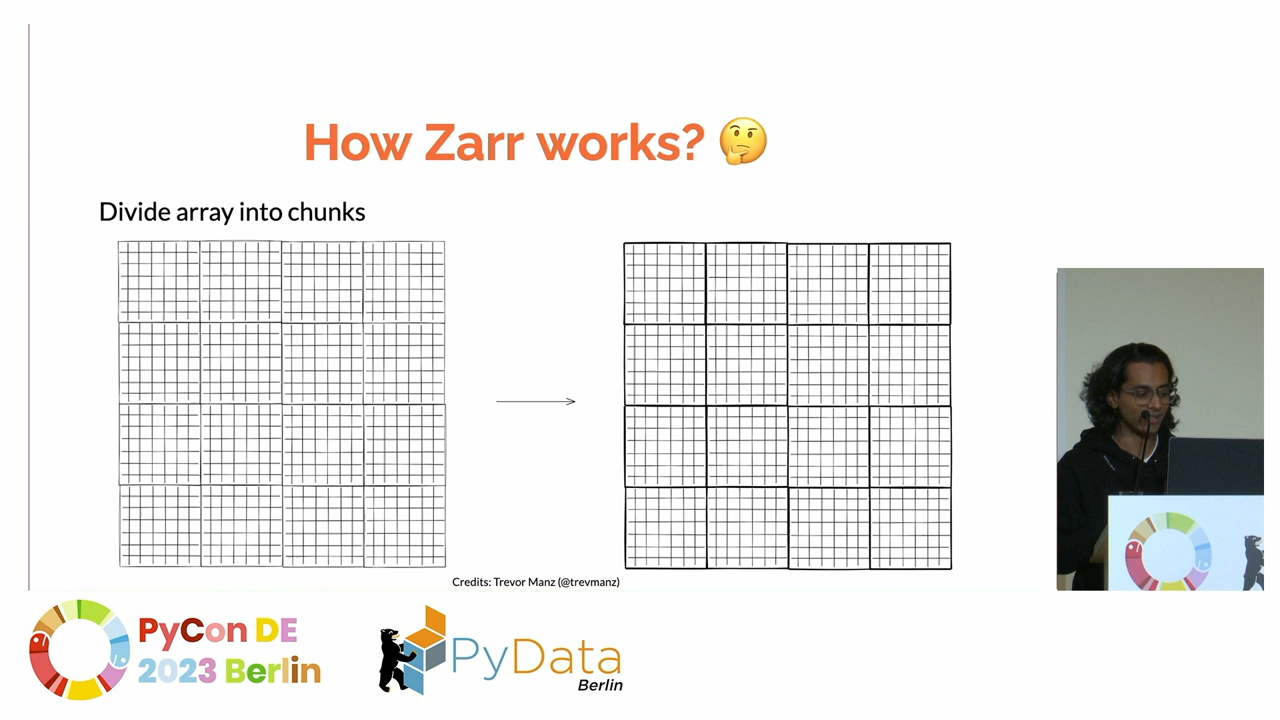 How Zarr works? 🤔
Divide array into chunks
Credits: Trevor Manz (@trevmanz)
PyCon DE
2023 Berlin
PyData
Berlin